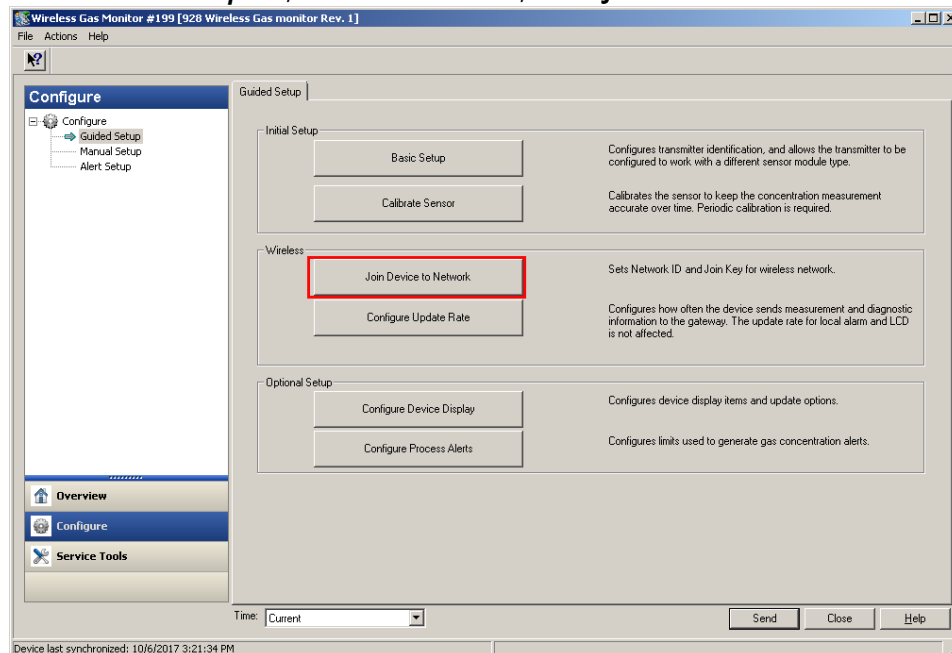 Wireless Gas Monitor #199 [928 Wireless Gas monitor Rev. 1]
File Actions Help
Configure
Guided Setup
Configure
Guided Setup
Manual Setup
Alert Setup
Initial Setup
Basic Setup
Configures transmitter identification, and allows the transmitter to be
configured to work with a different sensor module type.
Calibrate Sensor
Calibrates the sensor to keep the concentration measurement
accurate over time. Periodic calibration is required.
Wireless
Join Device to Network
Sets Network ID and Join Key for wireless network.
Configure Update Rate
Configures how often the device sends measurement and diagnostic
information to the gateway. The update rate for local alarm and LCD
is not affected.
Optional Setup
Configure Device Display
Configures device display items and update options.
Configure Process Alerts
Configures limits used to generate gas concentration alerts.
Overview
Configure
Service Tools
Time: Current
Send Close Help
Device last synchronized: 10/6/2017 3:21:34 PM